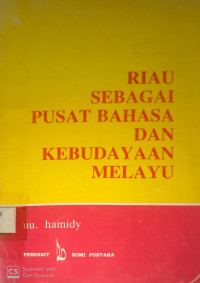 RIAU
SEBAGAI
PUSAT BAHASA
DAN
KEBUDAYAAN
MELAYU
uu. hamidy
PENERBIT BUMI PUSTAKA
CS Scanned with
CamScanner